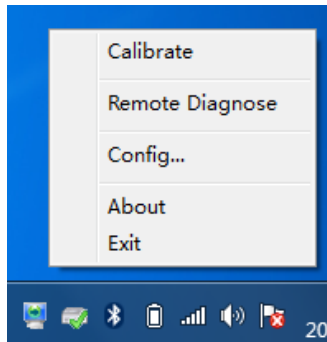 Calibrate
Remote Diagnose
Config...
About
Exit
20